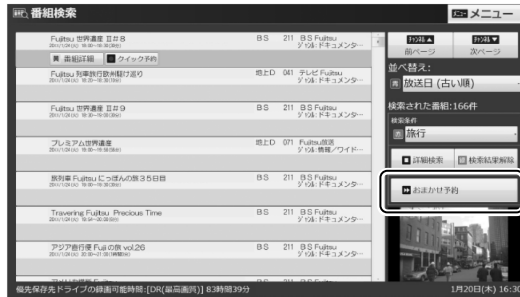 番組検索
メニュー
Fujitsu 世界遺産 II#8 BS 211 BS Fujitsu
ジャンル:ドキュメンタ…
番組詳細 クイック予約
Fujitsu 列車旅行欧州駆け巡り 地上D 041 テレビ Fujitsu
ジャンル:ドキュメンタ…
Fujitsu 世界遺産 II#9 BS 211 BS Fujitsu
ジャンル:ドキュメンタ…
プレミアム世界遺産 地上D 071 Fujitsu放送
ジャンル:情報/ワイド…
旅列車 Fujitsu にっぽんの旅35日目 BS 211 BS Fujitsu
ジャンル:ドキュメンタ…
Travering Fujitsu Precious Time BS 211 BS Fujitsu
ジャンル:ドキュメンタ…
アジア直行便 Fujiの旅 vol.26 BS 211 BS Fujitsu
ジャンル:ドキュメンタ…
チャンネル▲ チャンネル▼
前ページ 次ページ
並べ替え:
放送日 (古い順)
検索された番組:166件
検索条件
旅行
詳細検索 検索結果解除
おまかせ予約
優先保存先ドライブの録画可能時間:[DR(最高画質)] 83時間39分 1月20日(木) 16:30